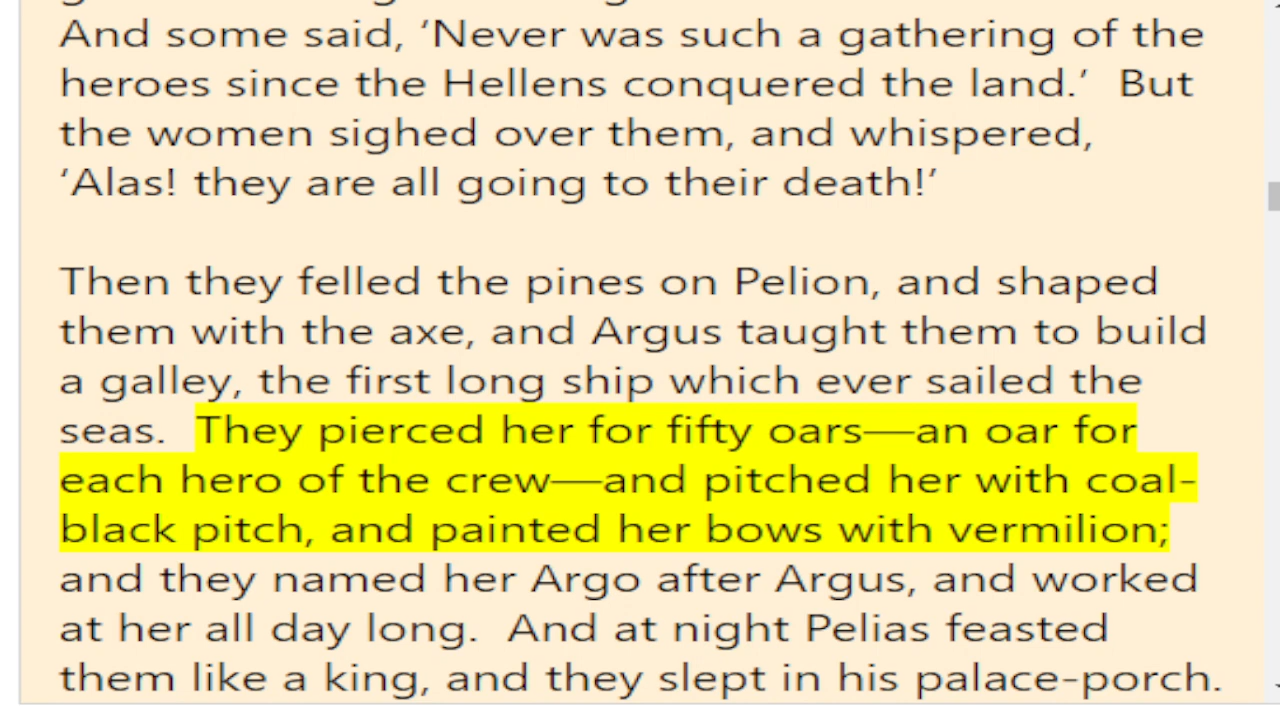 And some said, ‘Never was such a gathering of the
heroes since the Hellens conquered the land.’  But
the women sighed over them, and whispered,
‘Alas! they are all going to their death!’
Then they felled the pines on Pelion, and shaped
them with the axe, and Argus taught them to build
a galley, the first long ship which ever sailed the
seas.  They pierced her for fifty oars—an oar for
each hero of the crew—and pitched her with coal-
black pitch, and painted her bows with vermilion;
and they named her Argo after Argus, and worked
at her all day long.  And at night Pelias feasted
them like a king, and they slept in his palace-porch.